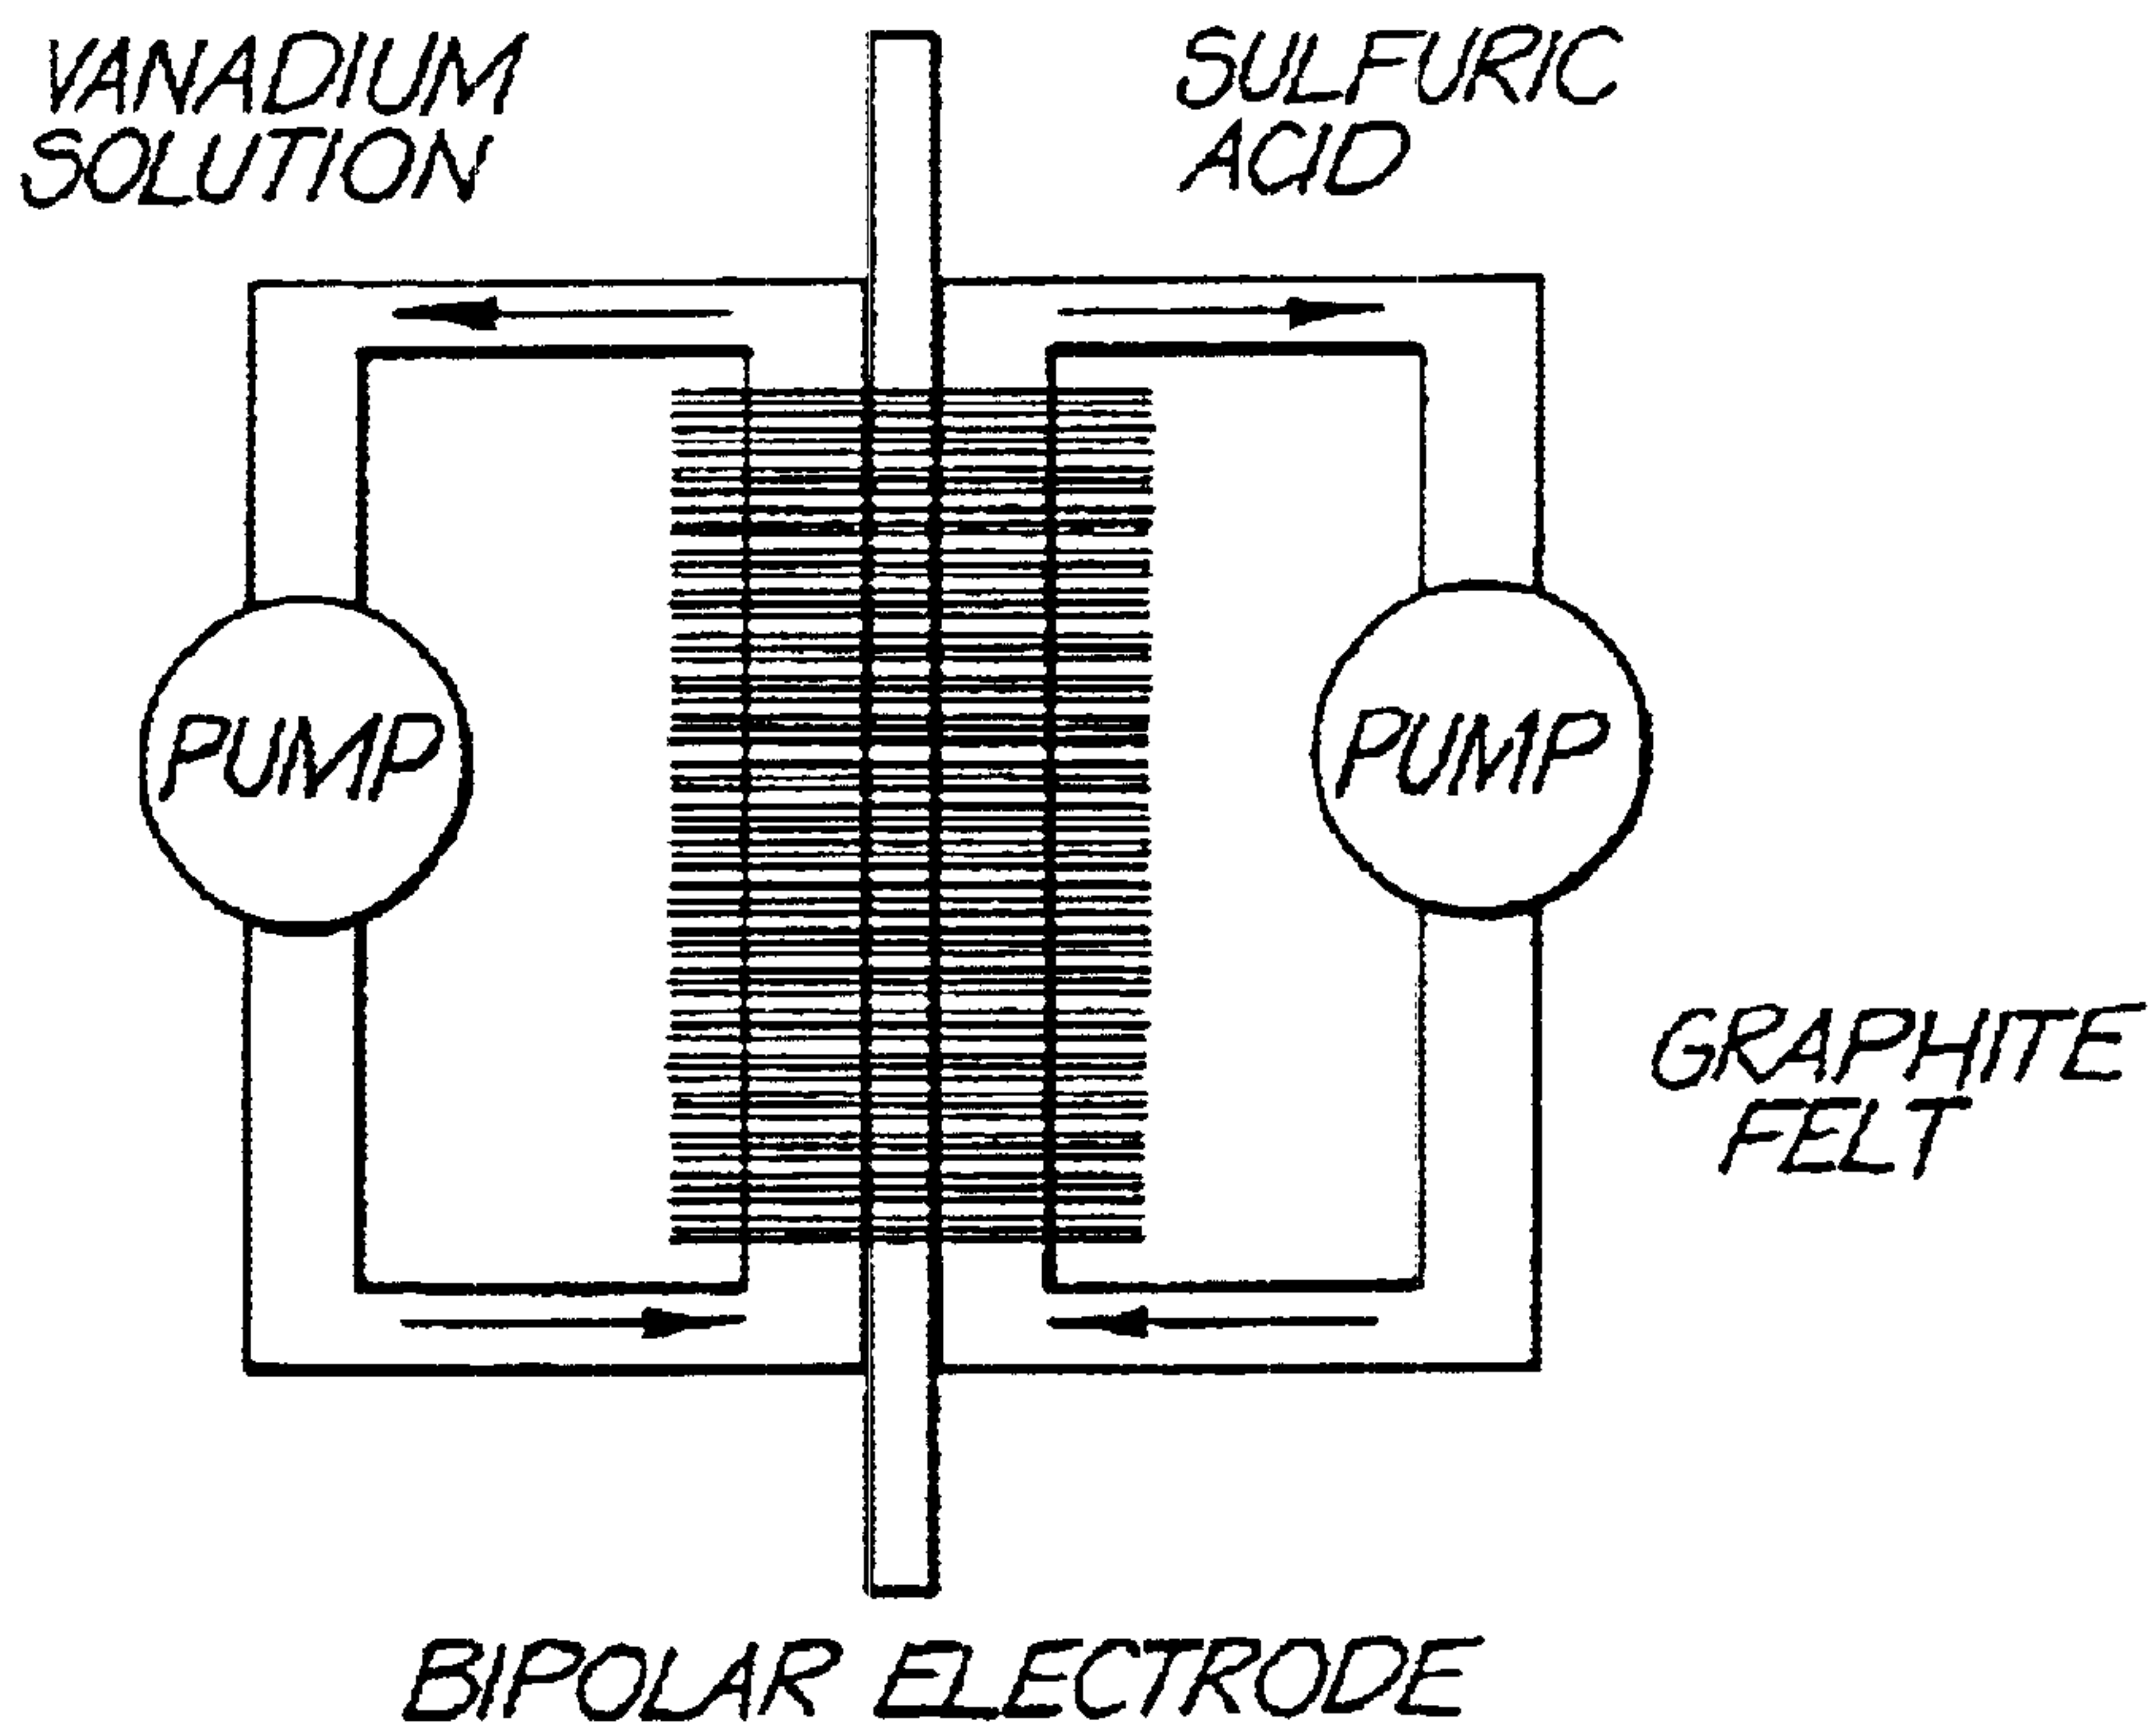 VANADIUM
SOLUTION
SULFURIC
ACID
PUMP
PUMP
GRAPHITE
FELT
BIPOLAR ELECTRODE